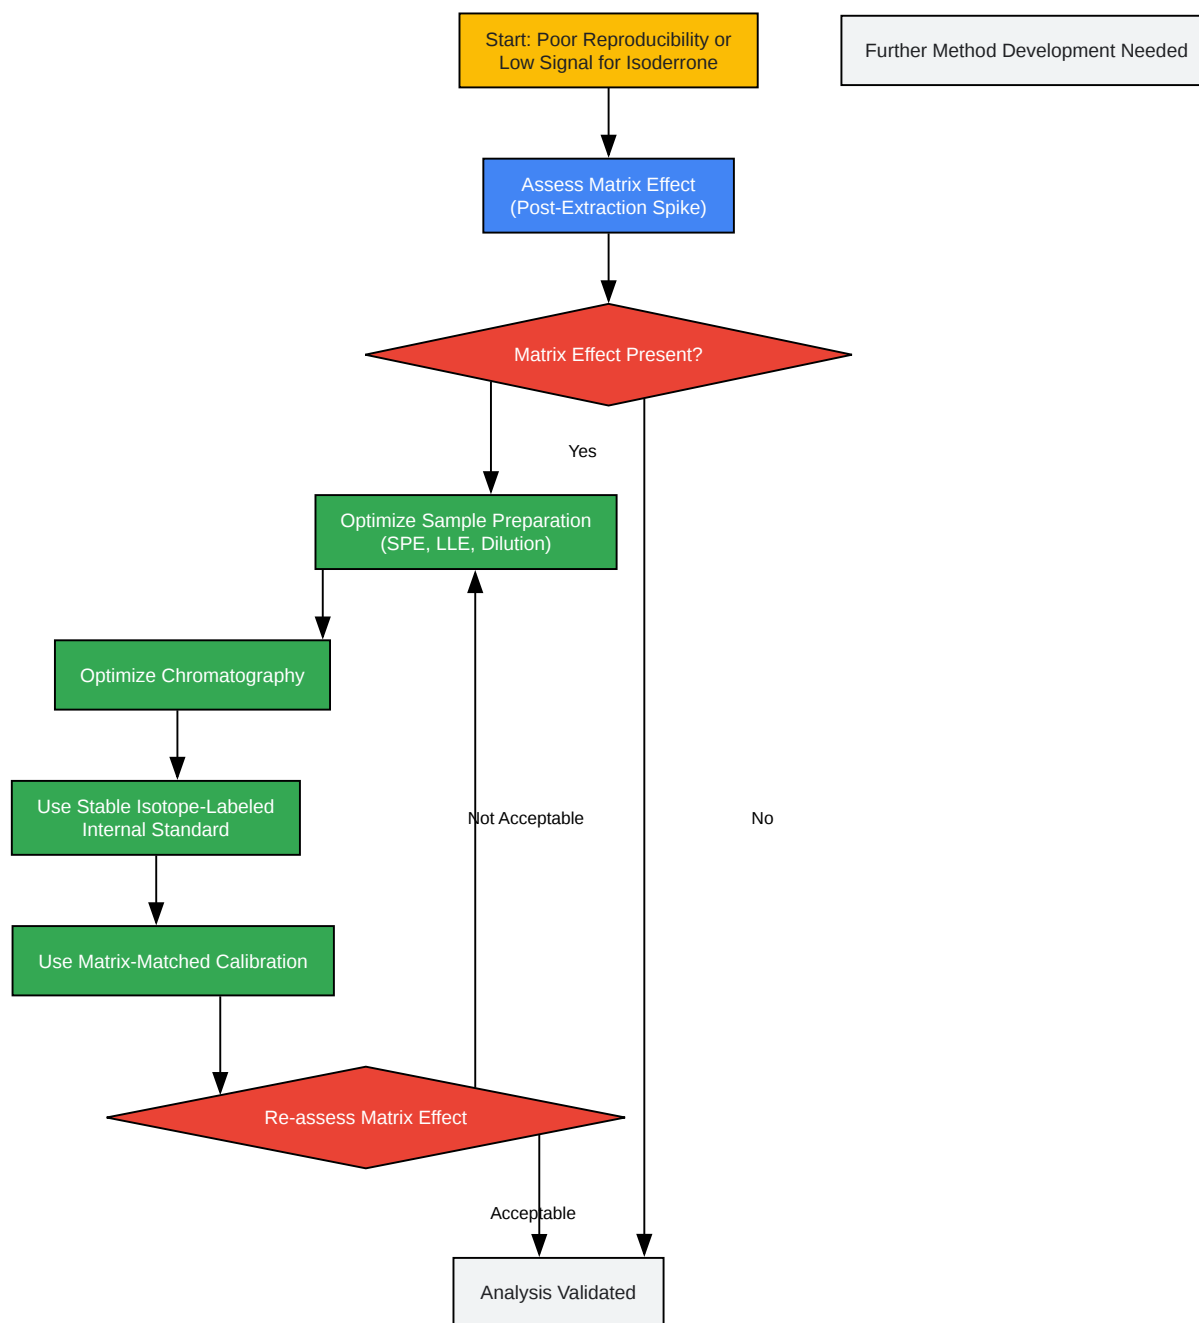 Start: Poor Reproducibility or
Low Signal for Isoderrone
Further Method Development Needed
Assess Matrix Effect
(Post-Extraction Spike)
Matrix Effect Present?
Yes
Optimize Sample Preparation
(SPE, LLE, Dilution)
Optimize Chromatography
Use Stable Isotope-Labeled
Internal Standard
Not Acceptable
No
Use Matrix-Matched Calibration
Re-assess Matrix Effect
Acceptable
Analysis Validated